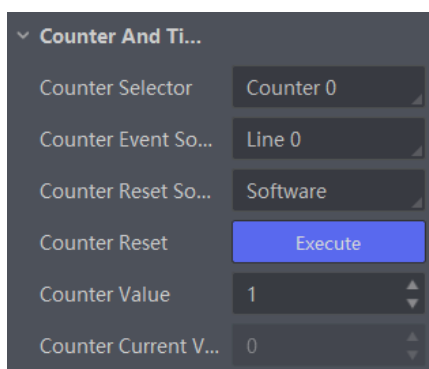 Counter And Ti...
Counter Selector Counter 0
Counter Event So... Line 0
Counter Reset So... Software
Counter Reset Execute
Counter Value 1
Counter Current V... 0